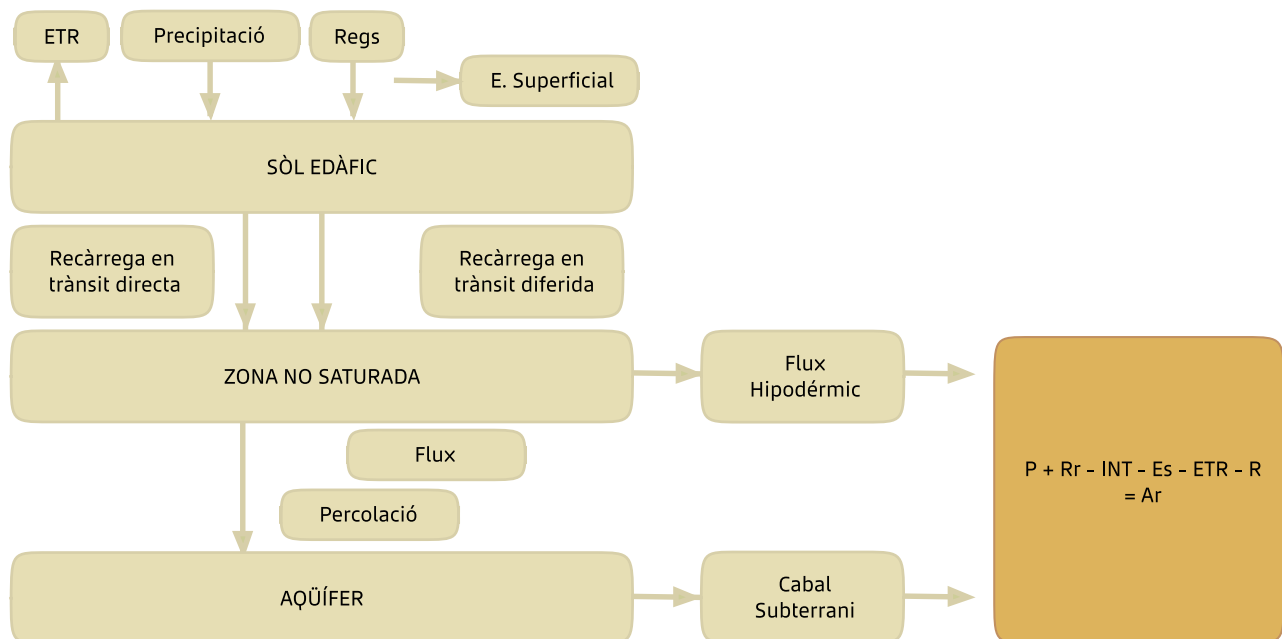 ETR
Precipitació
Regs
E. Superficial
SÒL EDÀFIC
Recàrrega en
trànsit directa
Recàrrega en
trànsit diferida
ZONA NO SATURADA
Flux
Hipodérmic
Flux
Percolació
P + Rr - INT - Es - ETR - R
= Ar
AQÜÍFER
Cabal
Subterrani